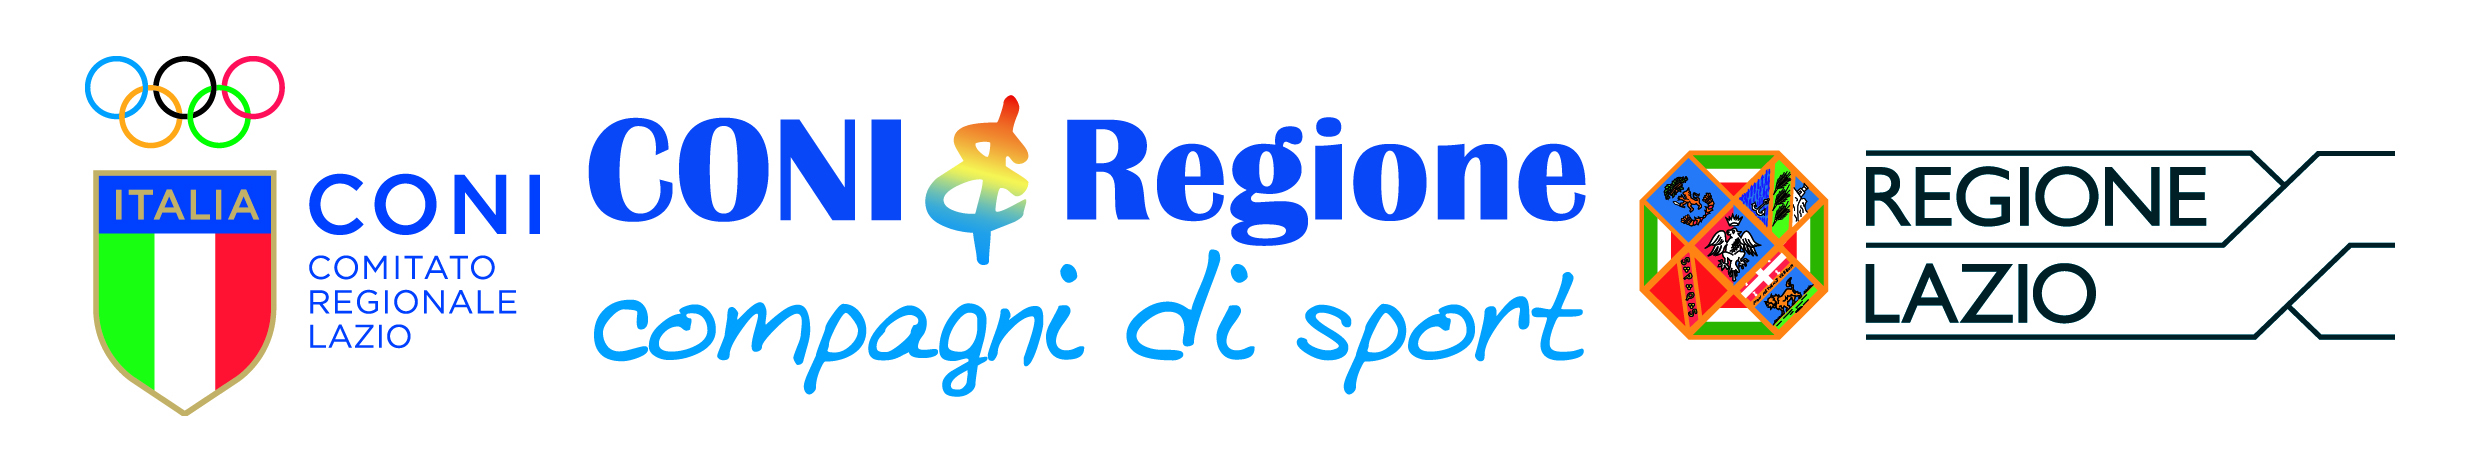 ITALIA
CONI
COMITATO
REGIONALE
LAZIO
CONI & Regione
compagni di sport
REGIONE
LAZIO